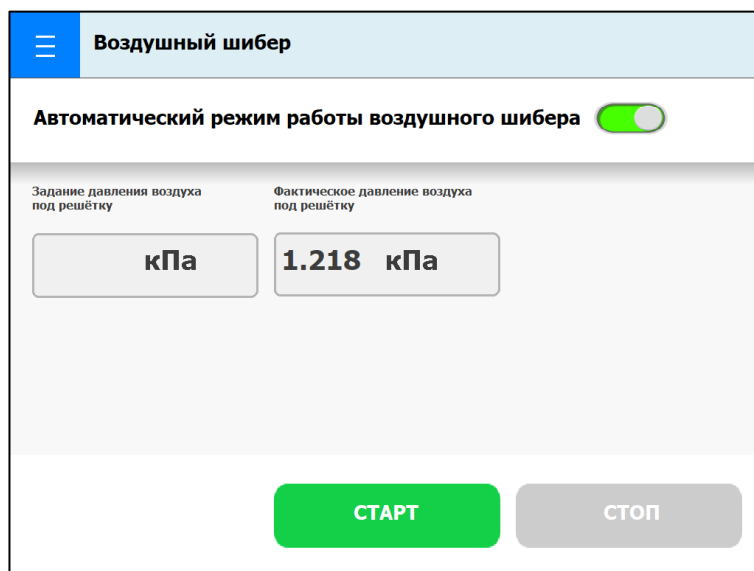 Воздушный шибер
Автоматический режим работы воздушного шибера
Задание давления воздуха
под решётку
Фактическое давление воздуха
под решётку
кПа
1.218 кПа
СТАРТ
СТОП